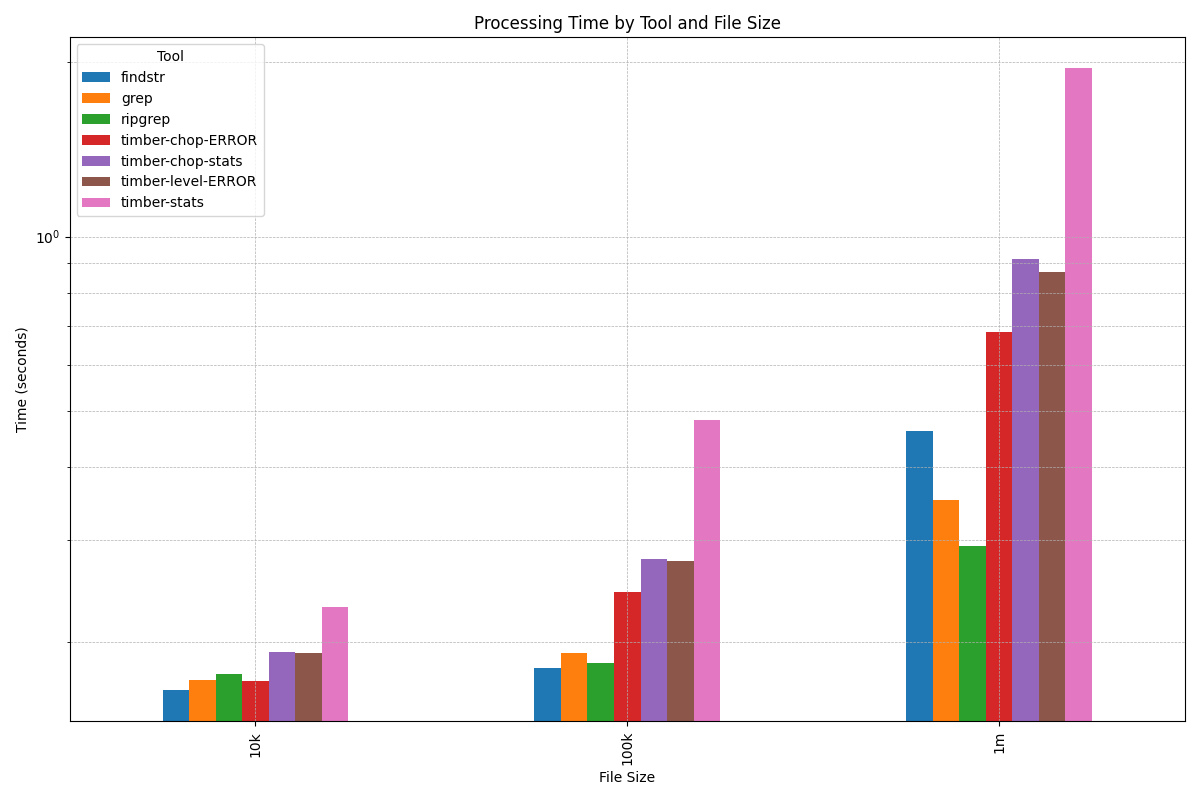 Processing Time by Tool and File Size
Tool
findstr
grep
ripgrep
timber-chop-ERROR
timber-chop-stats
timber-level-ERROR
timber-stats
10⁰
Time (seconds)
10k
100k
1m
File Size